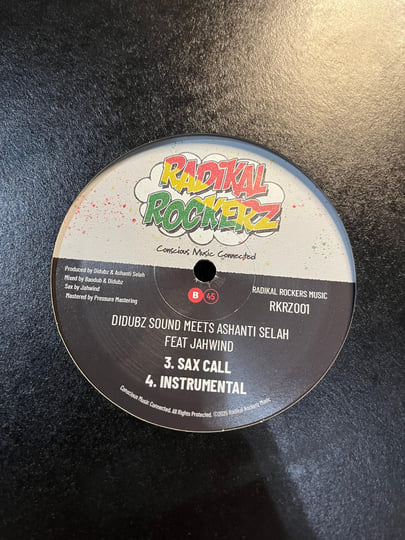 RADIKAL
ROCKERZ
Conscious Music Connected
Produced by Didubz & Ashanti Selah
Mixed by Baodub & Didubz
Sax by Jahwind
Mastered by Pressure Mastering
B 45
RADIKAL ROCKERS MUSIC
RKRZ001
DIDUBZ SOUND MEETS ASHANTI SELAH
FEAT JAHWIND
3. SAX CALL
4. INSTRUMENTAL
Conscious Music Connected. All Rights Protected. ©2025 Radikal Rockers Music